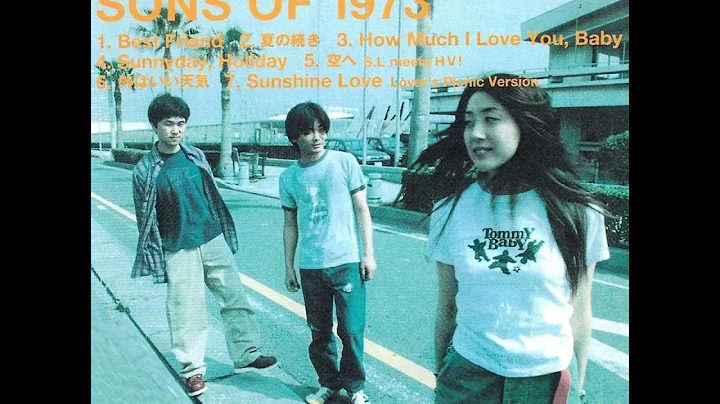 SONS OF 1973
1. Best Friend 2. 夏の続き 3. How Much I Love You, Baby
4. Sunnyday, Holiday 5. 空へ S.L meets HV!
6. 外はいい天気 7. Sunshine Love Lover's Picnic Version
Tommy
BaBy